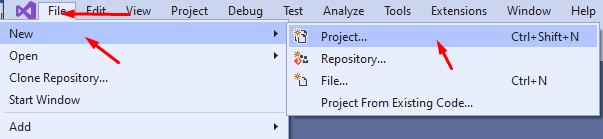 File Edit View Project Debug Test Analyze Tools Extensions Window Help
New
Open
Clone Repository...
Start Window
Add
Project... Ctrl+Shift+N
Repository...
File... Ctrl+N
Project From Existing Code...